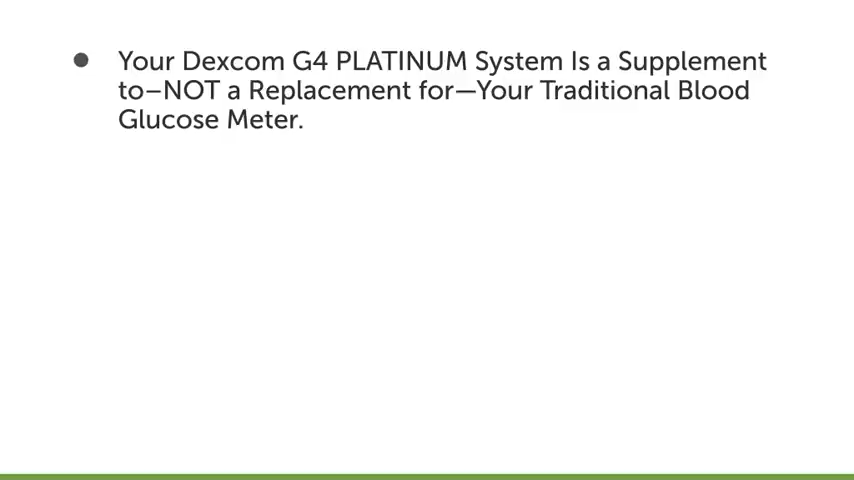 ● Your Dexcom G4 PLATINUM System Is a Supplement
to–NOT a Replacement for—Your Traditional Blood
Glucose Meter.